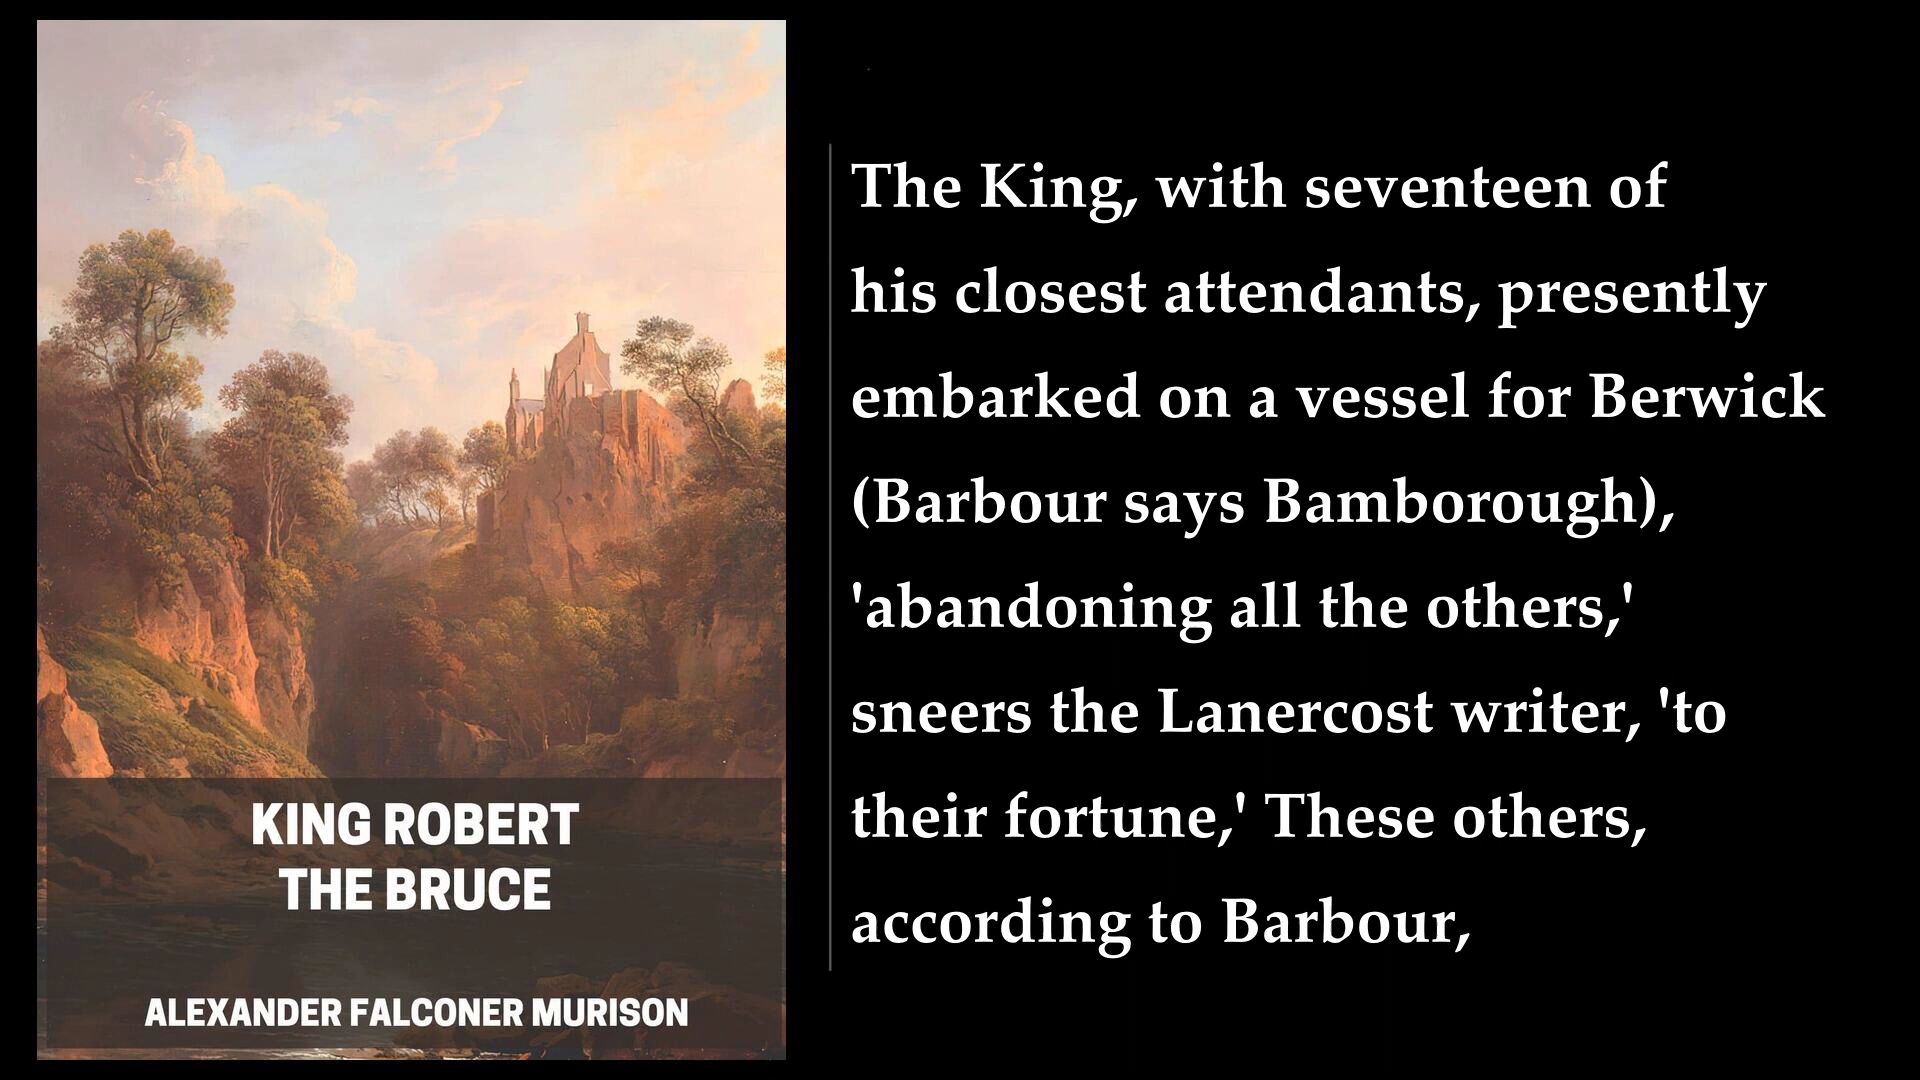 KING ROBERT
THE BRUCE
ALEXANDER FALCONER MURISON
The King, with seventeen of
his closest attendants, presently
embarked on a vessel for Berwick
(Barbour says Bamborough),
'abandoning all the others,'
sneers the Lanercost writer, 'to
their fortune,' These others,
according to Barbour,